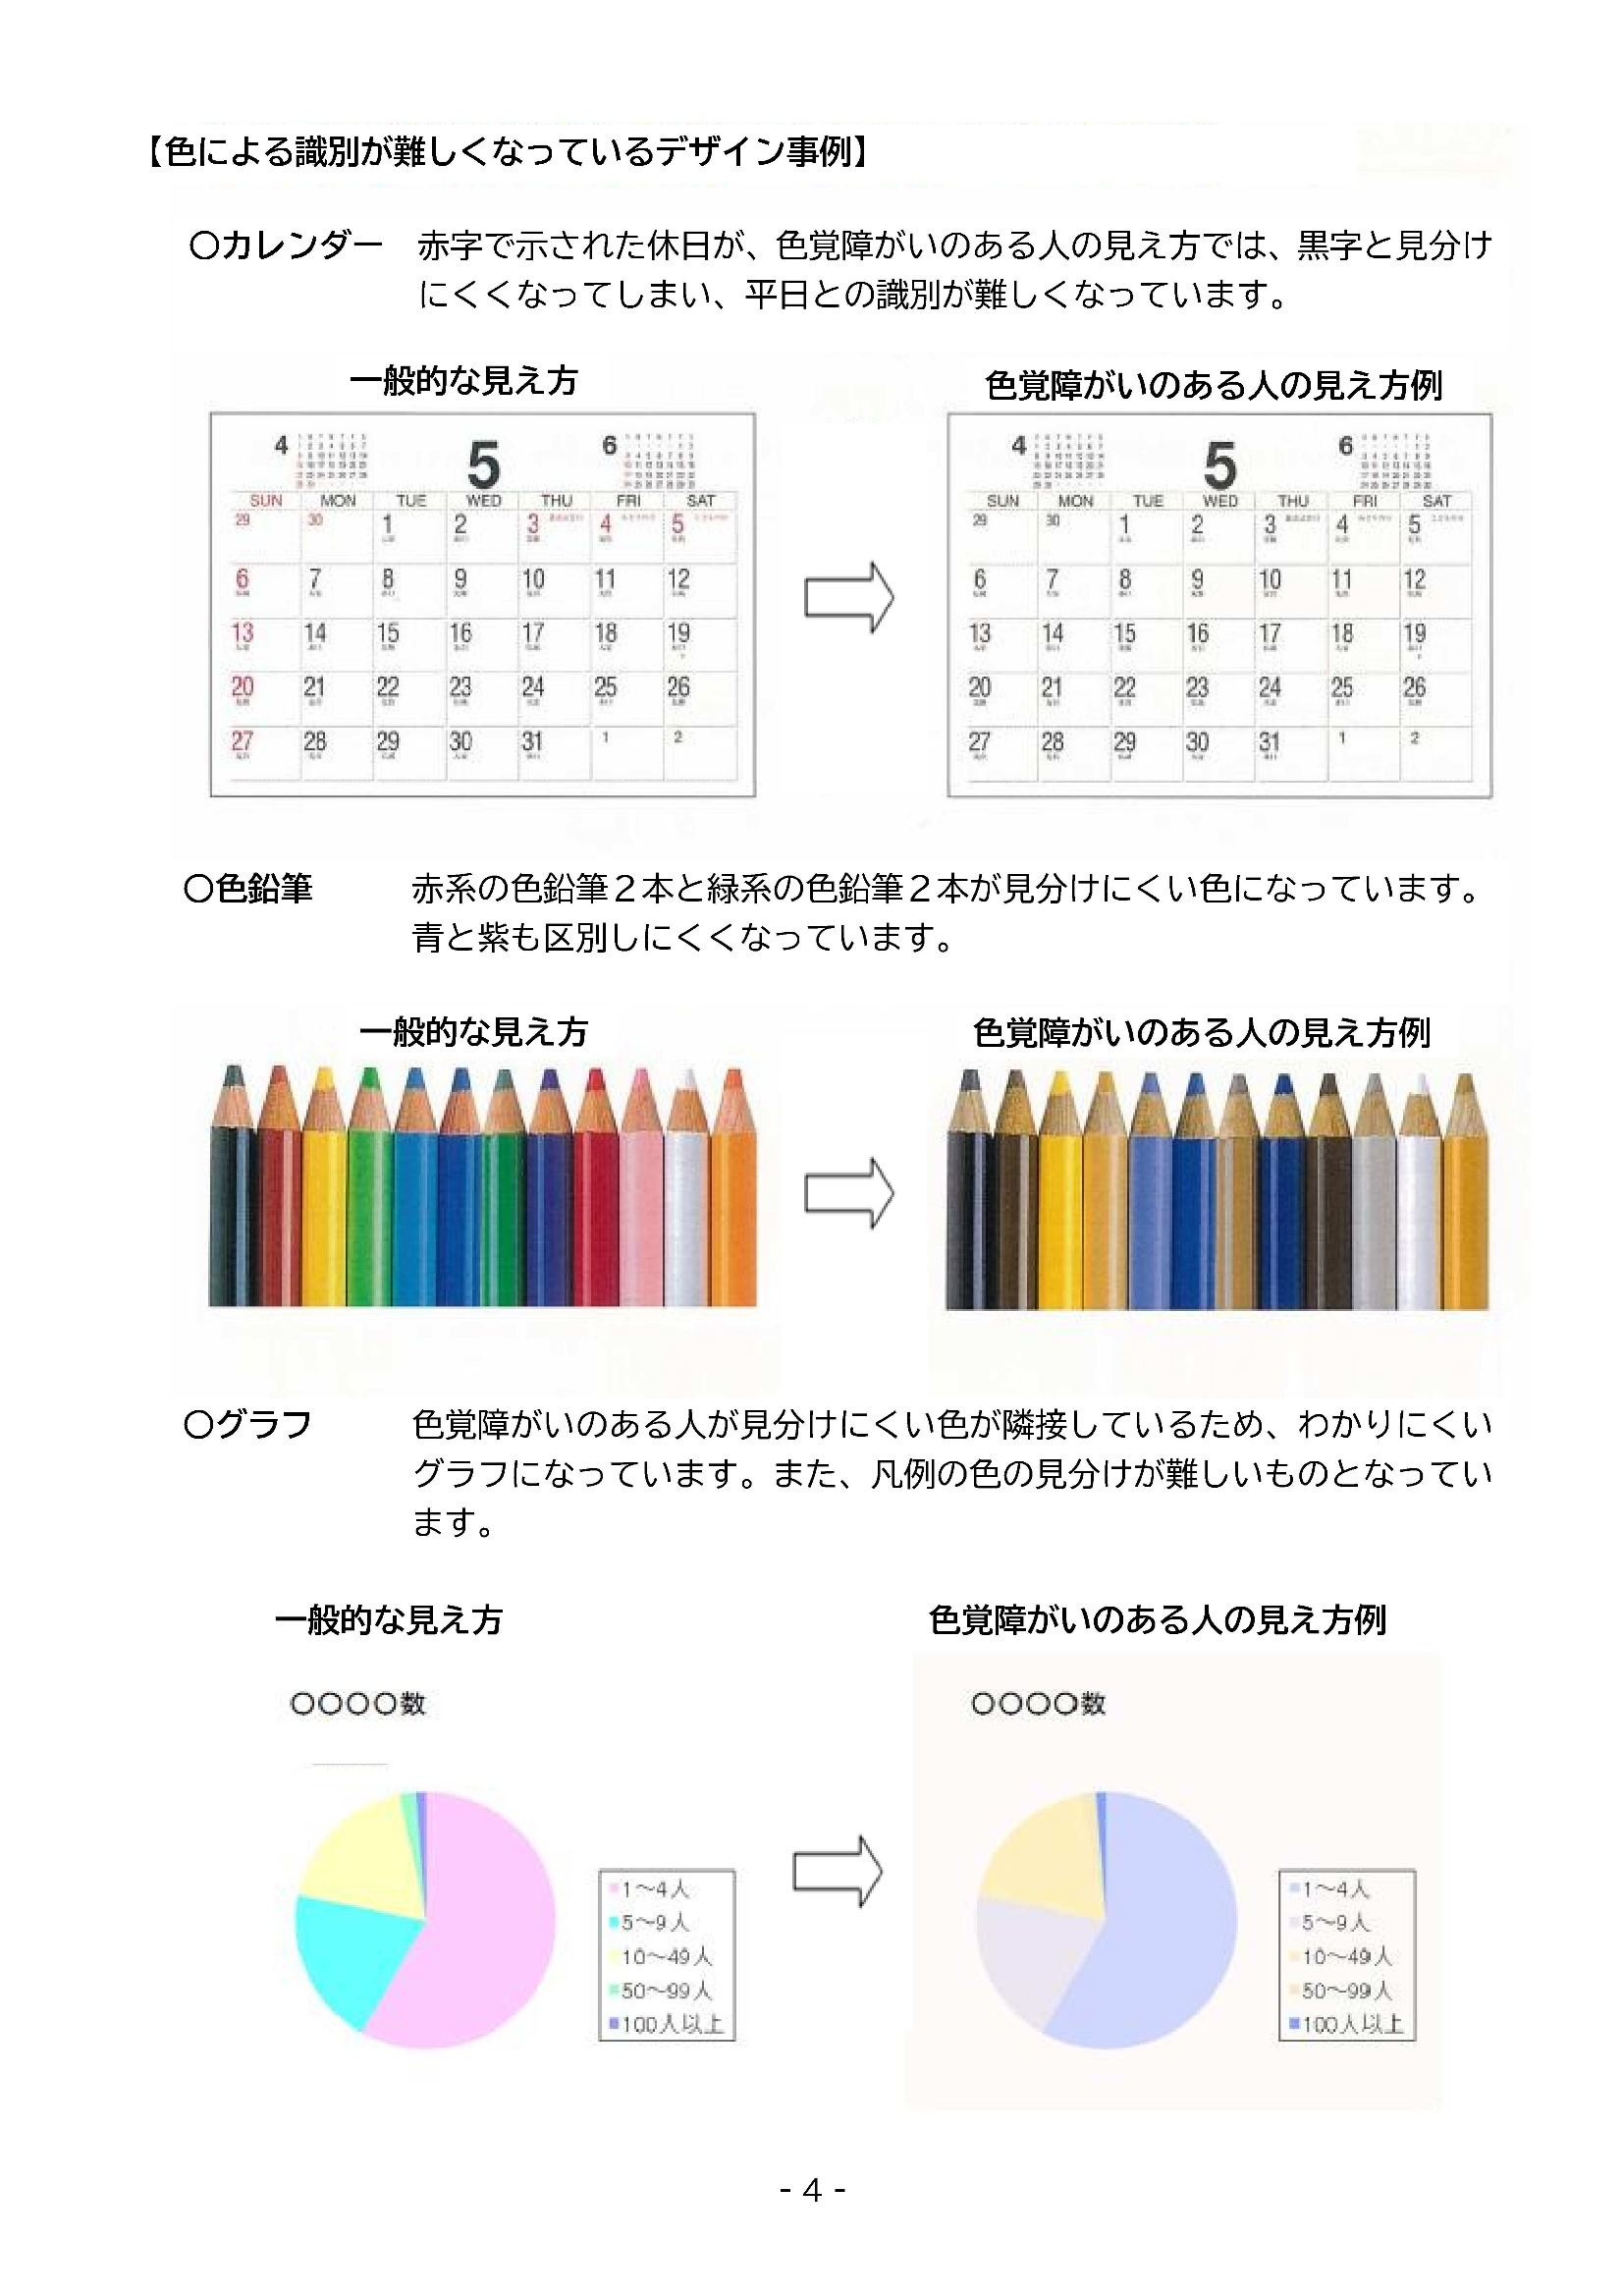 【色による識別が難しくなっているデザイン事例】
○カレンダー　赤字で示された休日が、色覚障がいのある人の見え方では、黒字と見分け
にくくなってしまい、平日との識別が難しくなっています。
一般的な見え方
色覚障がいのある人の見え方例
4 5 6
SUN MON TUE WED THU FRI SAT
29 30 1 2 3 4 5
6 7 8 9 10 11 12
13 14 15 16 17 18 19
20 21 22 23 24 25 26
27 28 29 30 31 1 2
4 5 6
SUN MON TUE WED THU FRI SAT
29 30 1 2 3 4 5
6 7 8 9 10 11 12
13 14 15 16 17 18 19
20 21 22 23 24 25 26
27 28 29 30 31 1 2
○色鉛筆　赤系の色鉛筆２本と緑系の色鉛筆２本が見分けにくい色になっています。
青と紫も区別しにくくなっています。
一般的な見え方
色覚障がいのある人の見え方例
○グラフ　色覚障がいのある人が見分けにくい色が隣接しているため、わかりにくい
グラフになっています。また、凡例の色の見分けが難しいものとなってい
ます。
一般的な見え方
色覚障がいのある人の見え方例
○○○○数
1～4人
5～9人
10～49人
50～99人
100人以上
○○○○数
1～4人
5～9人
10～49人
50～99人
100人以上
- 4 -